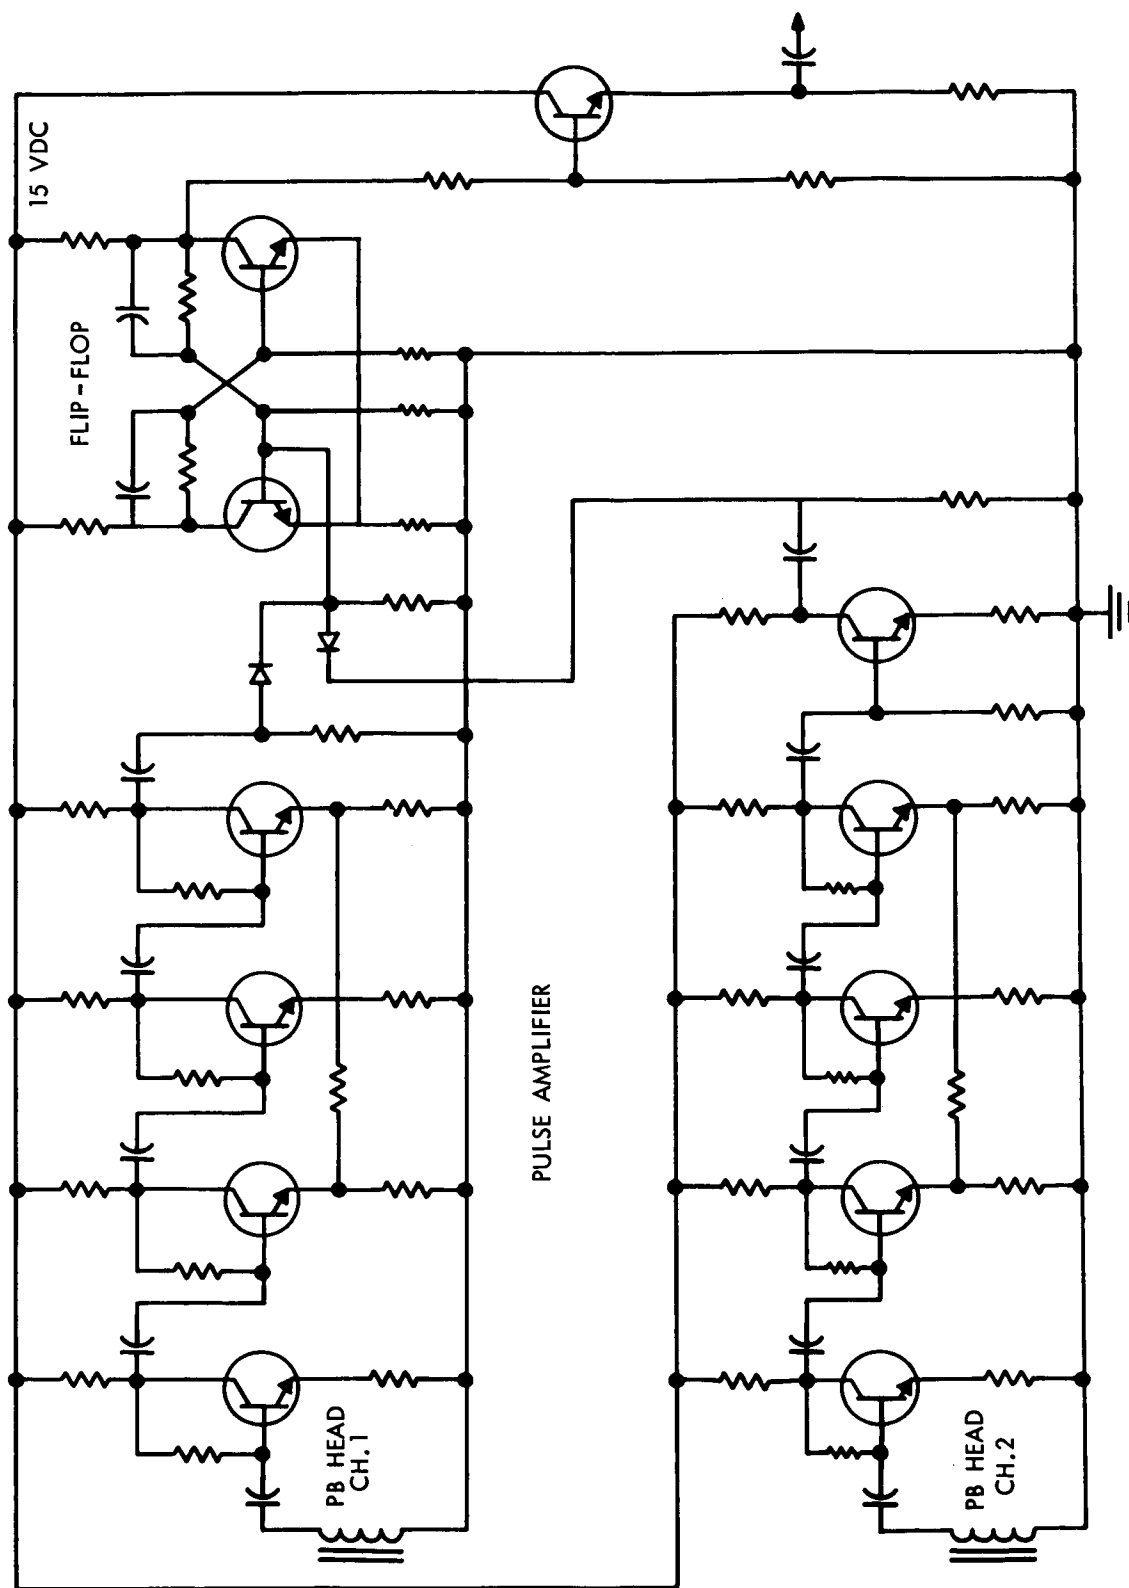 15 VDC
FLIP-FLOP
PULSE AMPLIFIER
PB HEAD
CH.1
PB HEAD
CH.2